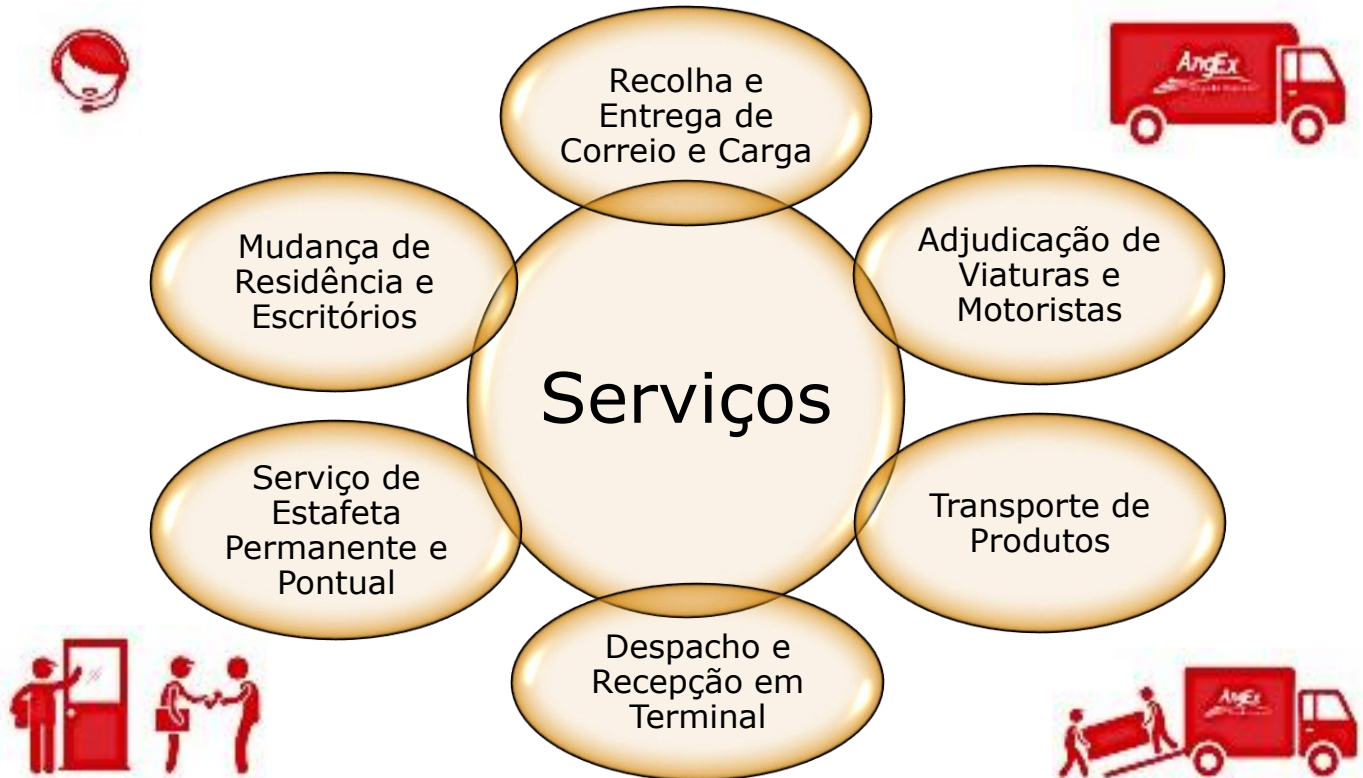 Recolha e
Entrega de
Correio e Carga
AngEx
Mudança de
Residência e
Escritórios
Adjudicação de
Viaturas e
Motoristas
Serviços
Serviço de
Estafeta
Permanente e
Pontual
Transporte de
Produtos
Despacho e
Recepção em
Terminal
AngEx